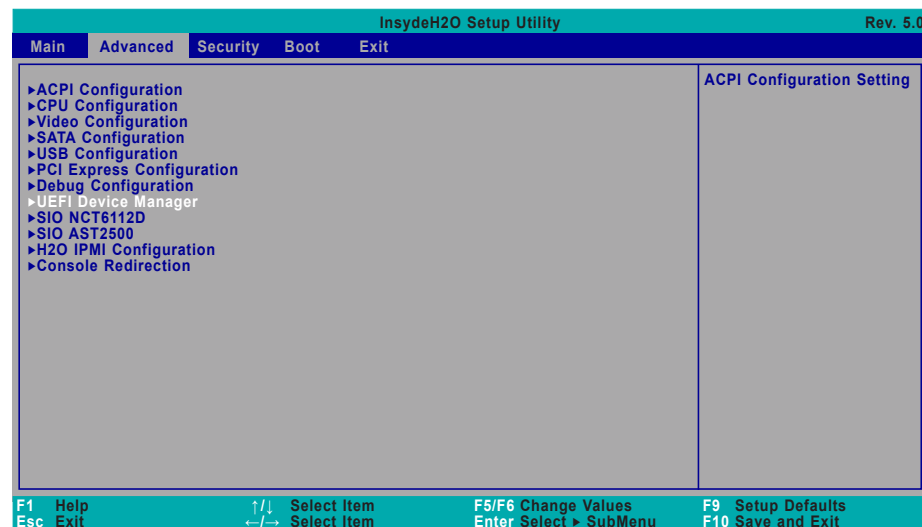 InsydeH2O Setup Utility Rev. 5.0
Main Advanced Security Boot Exit
▶ACPI Configuration
▶CPU Configuration
▶Video Configuration
▶SATA Configuration
▶USB Configuration
▶PCI Express Configuration
▶Debug Configuration
▶UEFI Device Manager
▶SIO NCT6112D
▶SIO AST2500
▶H2O IPMI Configuration
▶Console Redirection
ACPI Configuration Setting
F1 Help ↑/↓ Select Item F5/F6 Change Values F9 Setup Defaults
Esc Exit ←/→ Select Item Enter Select ▶ SubMenu F10 Save and Exit